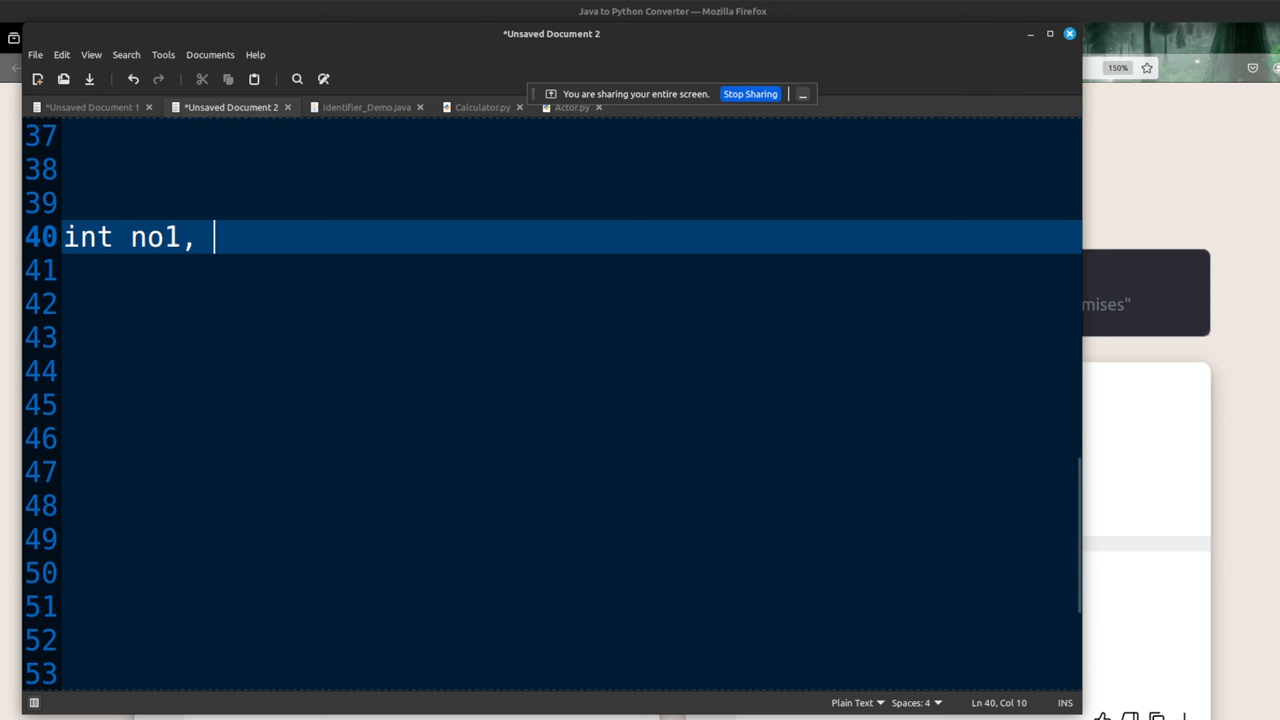 Java to Python Converter — Mozilla Firefox
*Unsaved Document 2
File Edit View Search Tools Documents Help
150%
You are sharing your entire screen. Stop Sharing
*Unsaved Document 1 *Unsaved Document 2 Identifier_Demo.java Calculator.py Actor.py
37
38
39
40 int no1,
41
42
mises"
43
44
45
46
47
48
49
50
51
52
53
Plain Text Spaces: 4 Ln 40, Col 10 INS